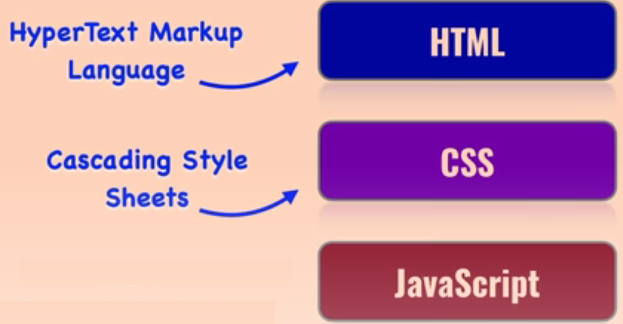 HyperText Markup
Language
HTML
Cascading Style
Sheets
CSS
JavaScript